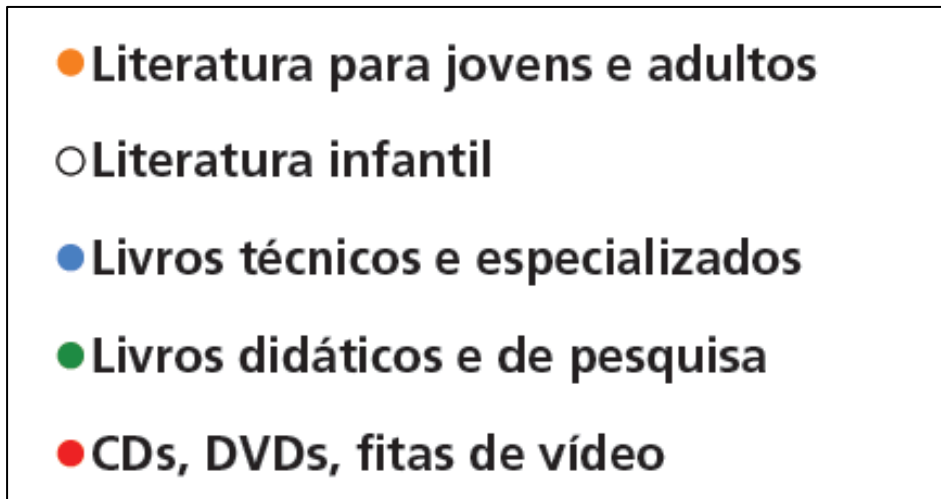 Literatura para jovens e adultos
Literatura infantil
Livros técnicos e especializados
Livros didáticos e de pesquisa
CDs, DVDs, fitas de vídeo